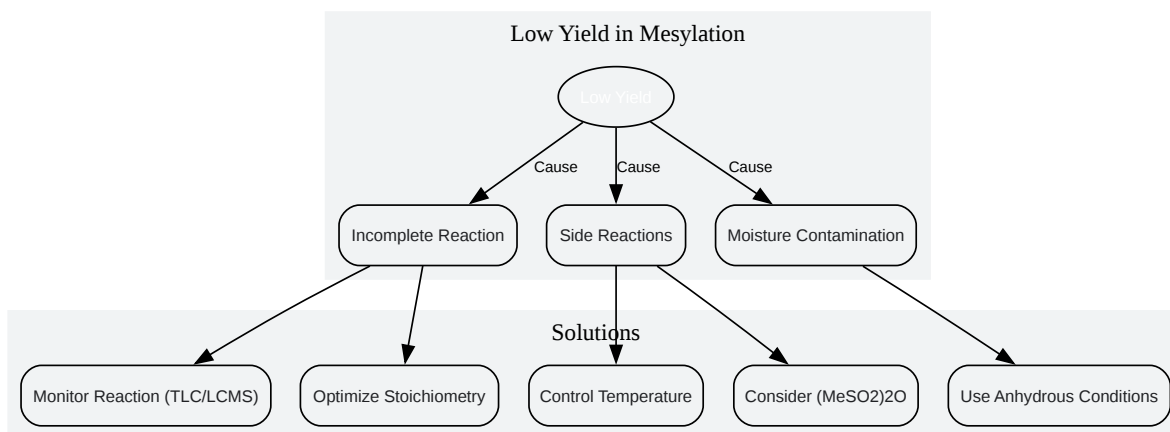 Low Yield in Mesylation
Low Yield
Cause
Cause
Cause
Incomplete Reaction
Side Reactions
Moisture Contamination
Solutions
Monitor Reaction (TLC/LCMS)
Optimize Stoichiometry
Control Temperature
Consider (MeSO2)2O
Use Anhydrous Conditions